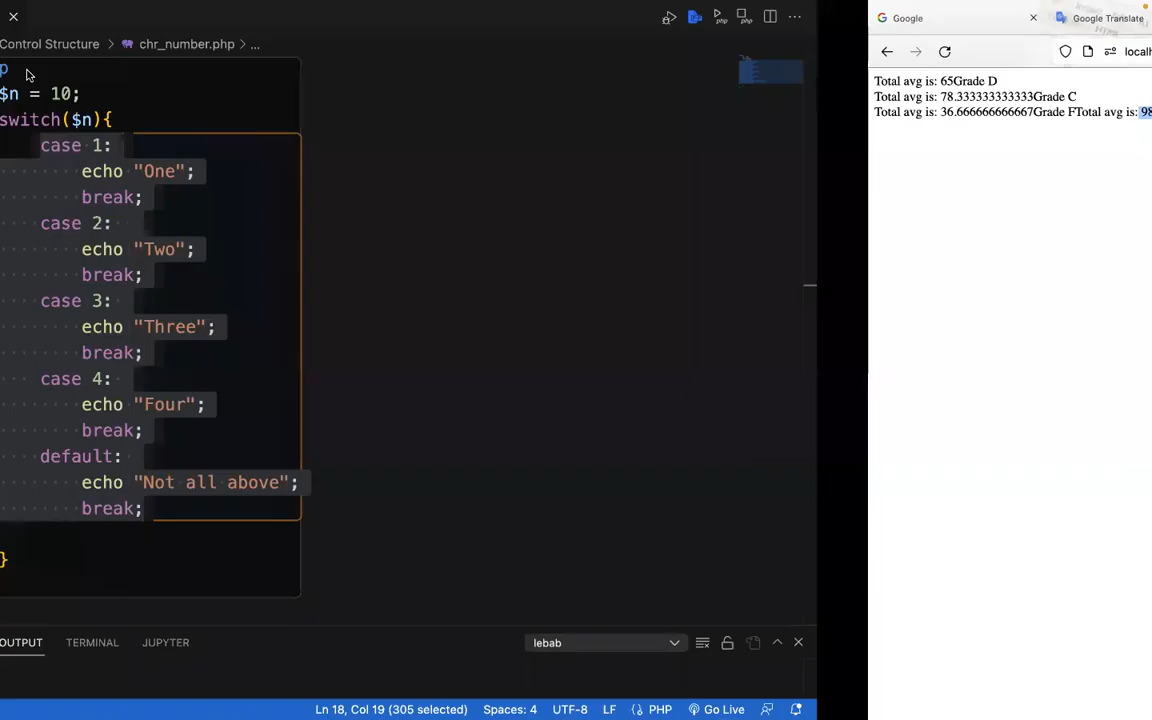 Google
Google Translate
Control Structure > chr_number.php > ...
localh
p
$n = 10;
switch($n){
case 1:
echo "One";
break;
case 2:
echo "Two";
break;
case 3:
echo "Three";
break;
case 4:
echo "Four";
break;
default:
echo "Not all above";
break;
}
OUTPUT TERMINAL JUPYTER lebab
Ln 18, Col 19 (305 selected) Spaces: 4 UTF-8 LF PHP Go Live
Total avg is: 65Grade D
Total avg is: 78.333333333333Grade C
Total avg is: 36.666666666667Grade FTotal avg is: 98